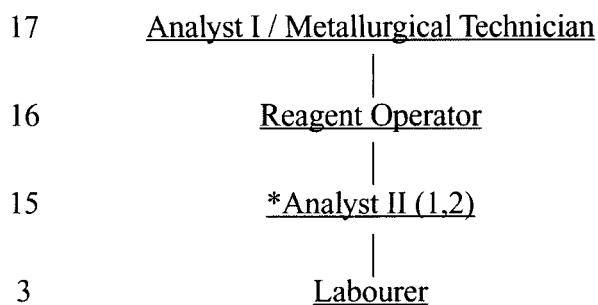 17 Analyst I / Metallurgical Technician
16 Reagent Operator
15 *Analyst II (1,2)
3 Labourer